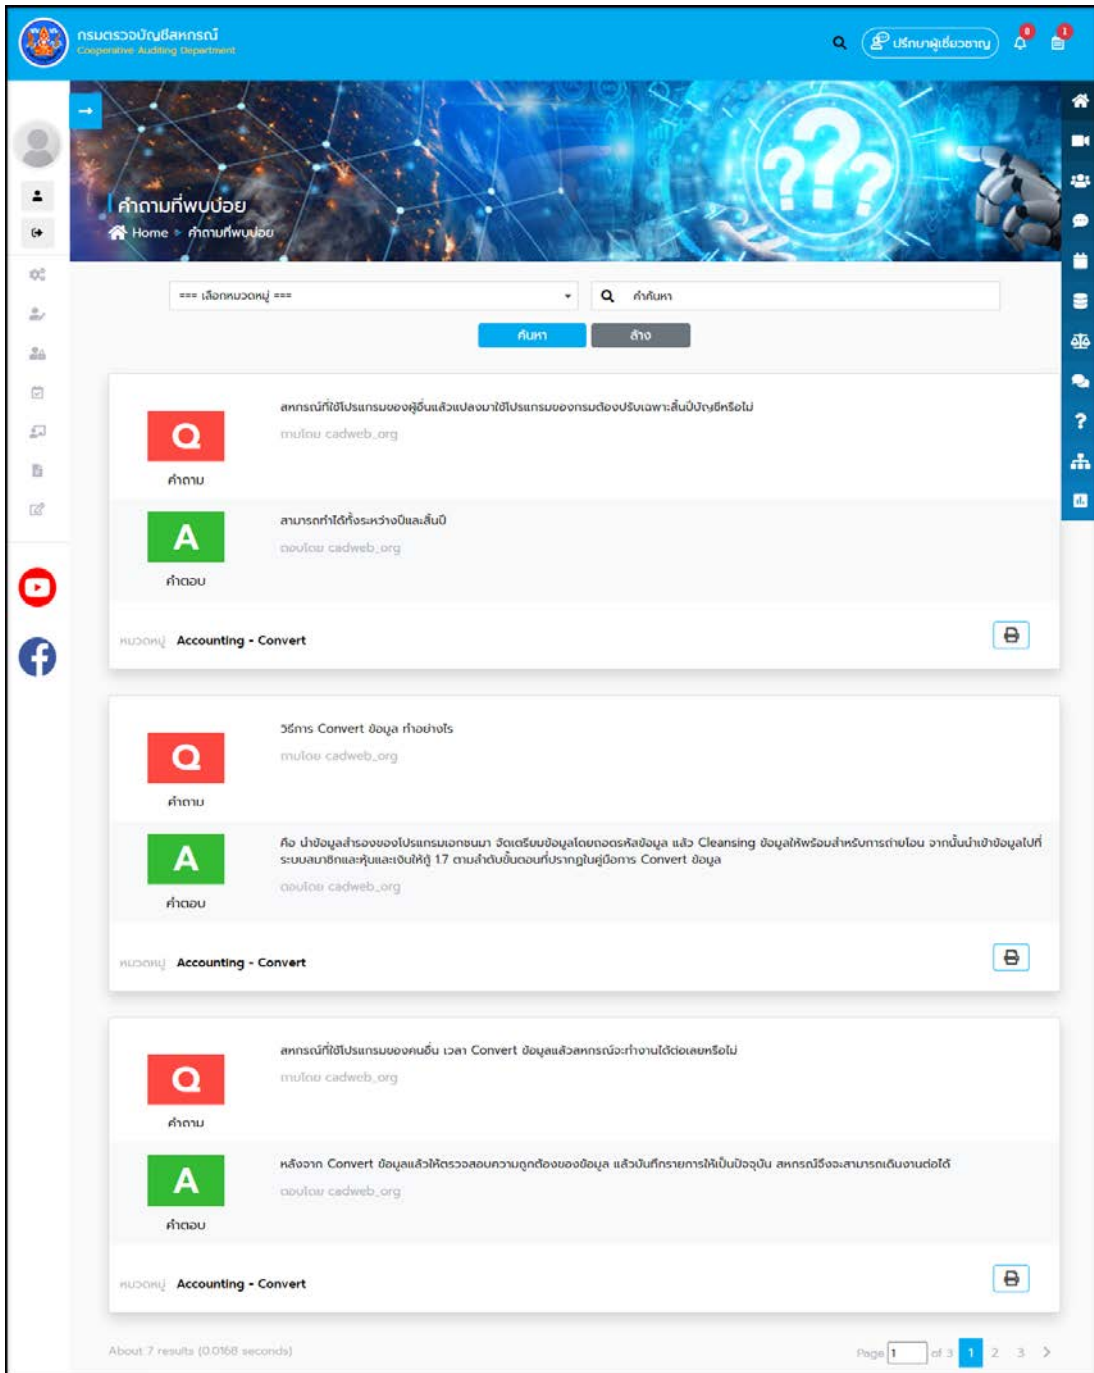 กรมตรวจบัญชีสหกรณ์
Cooperative Auditing Department
ปรึกษาผู้เชี่ยวชาญ
0
1
???
คำถามที่พบบ่อย
Home คำถามที่พบบ่อย
=== เลือกหมวดหมู่ ===
คำค้นหา
ค้นหา
ล้าง
Q
สหกรณ์ที่ใช้โปรแกรมของผู้อื่นแล้วแปลงมาใช้โปรแกรมของกรมต้องปรับเฉพาะสิ้นปีบัญชีหรือไม่
ถามโดย cadweb_org
คำถาม
A
สามารถทำได้ทั้งระหว่างปีและสิ้นปี
ตอบโดย cadweb_org
คำตอบ
หมวดหมู่ Accounting - Convert
Q
วิธีการ Convert ข้อมูล ทำอย่างไร
ถามโดย cadweb_org
คำถาม
A
คือ นำข้อมูลสำรองของโปรแกรมเอกชนมา จัดเตรียมข้อมูลโดยถอดรหัสข้อมูล แล้ว Cleansing ข้อมูลให้พร้อมสำหรับการถ่ายโอน จากนั้นนำเข้าข้อมูลไปที่
ระบบสมาชิกและหุ้นและเงินให้กู้ 17 ตามลำดับขั้นตอนที่ปรากฏในคู่มือการ Convert ข้อมูล
ตอบโดย cadweb_org
คำตอบ
หมวดหมู่ Accounting - Convert
Q
สหกรณ์ที่ใช้โปรแกรมของคนอื่น เวลา Convert ข้อมูลแล้วสหกรณ์จะทำงานได้ต่อเลยหรือไม่
ถามโดย cadweb_org
คำถาม
A
หลังจาก Convert ข้อมูลแล้วให้ตรวจสอบความถูกต้องของข้อมูล แล้วบันทึกรายการให้เป็นปัจจุบัน สหกรณ์จึงจะสามารถเดินงานต่อได้
ตอบโดย cadweb_org
คำตอบ
หมวดหมู่ Accounting - Convert
About 7 results (0.0168 seconds)
Page 1 of 3 1 2 3 >